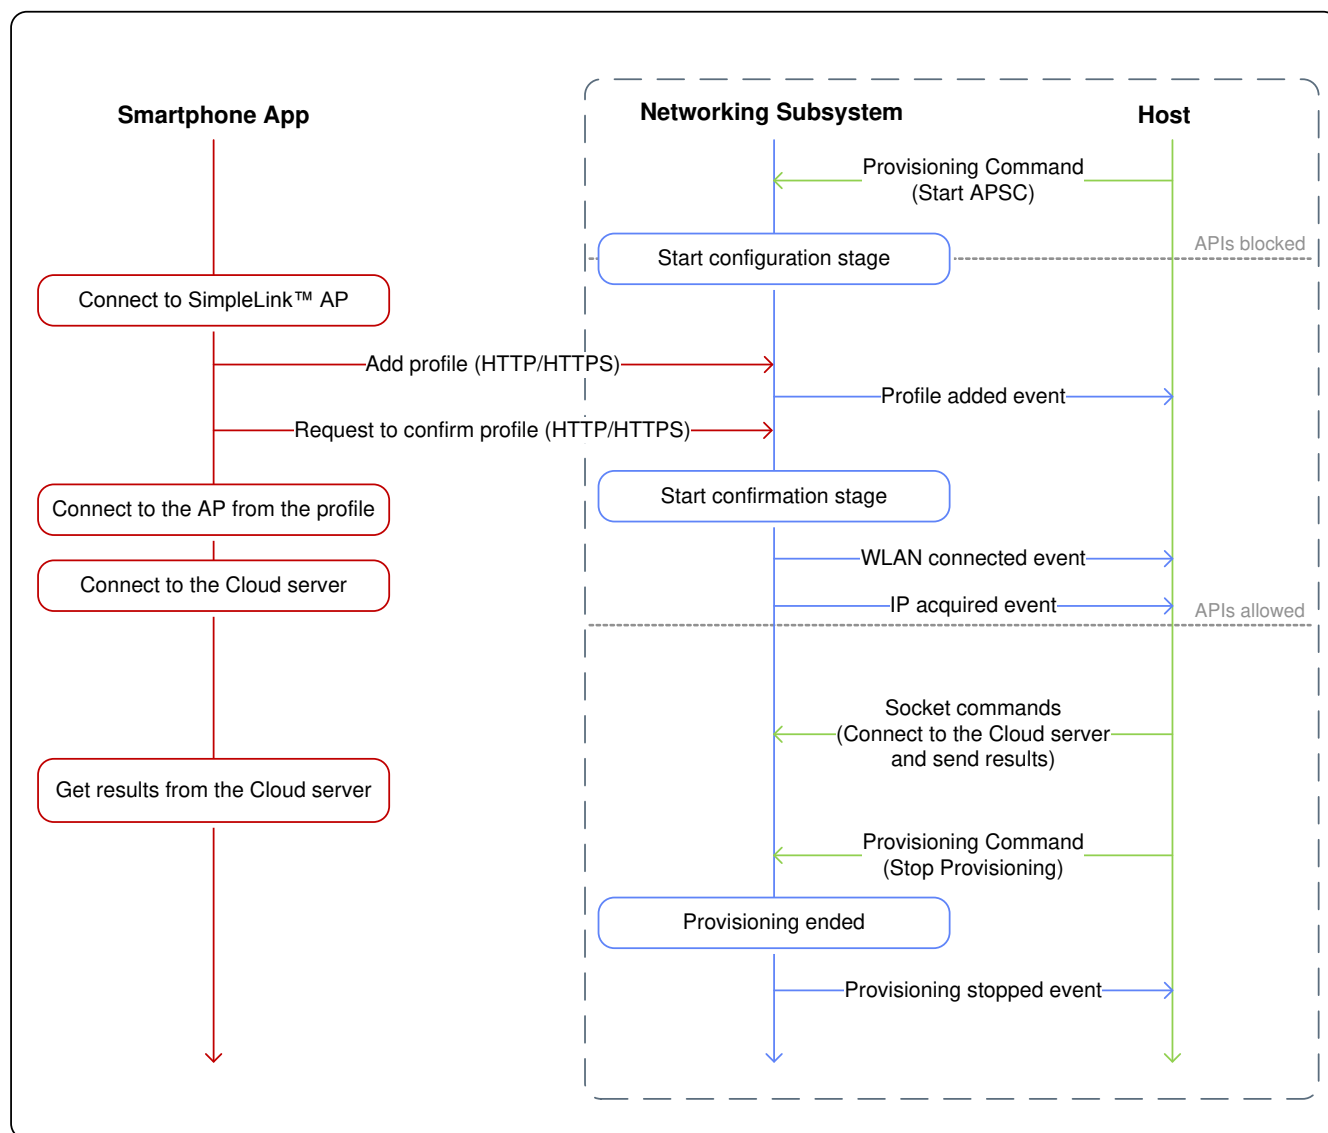 Smartphone App
Networking Subsystem
Host
Provisioning Command
(Start APSC)
APIs blocked
Start configuration stage
Connect to SimpleLink™ AP
Add profile (HTTP/HTTPS)
Profile added event
Request to confirm profile (HTTP/HTTPS)
Start confirmation stage
Connect to the AP from the profile
WLAN connected event
Connect to the Cloud server
IP acquired event
APIs allowed
Socket commands
(Connect to the Cloud server
and send results)
Get results from the Cloud server
Provisioning Command
(Stop Provisioning)
Provisioning ended
Provisioning stopped event